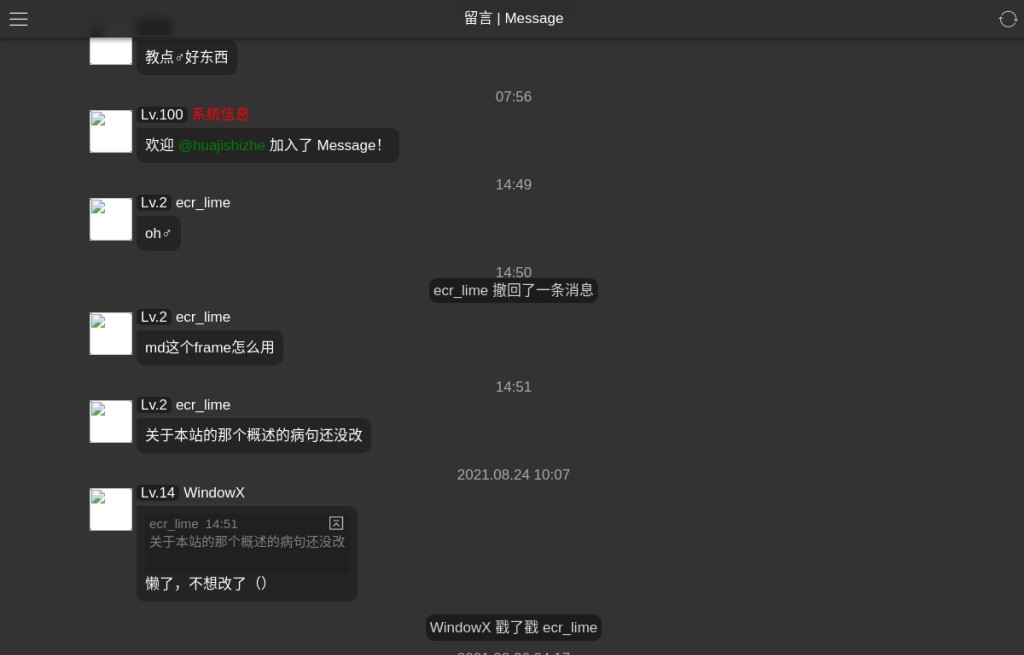 留言 | Message
教点♂好东西
07:56
Lv.100 系统信息
欢迎 @huajishizhe 加入了 Message！
14:49
Lv.2 ecr_lime
oh♂
14:50
ecr_lime 撤回了一条消息
Lv.2 ecr_lime
md这个frame怎么用
14:51
Lv.2 ecr_lime
关于本站的那个概述的病句还没改
2021.08.24 10:07
Lv.14 WindowX
ecr_lime 14:51
关于本站的那个概述的病句还没改
懒了，不想改了（）
WindowX 戳了戳 ecr_lime